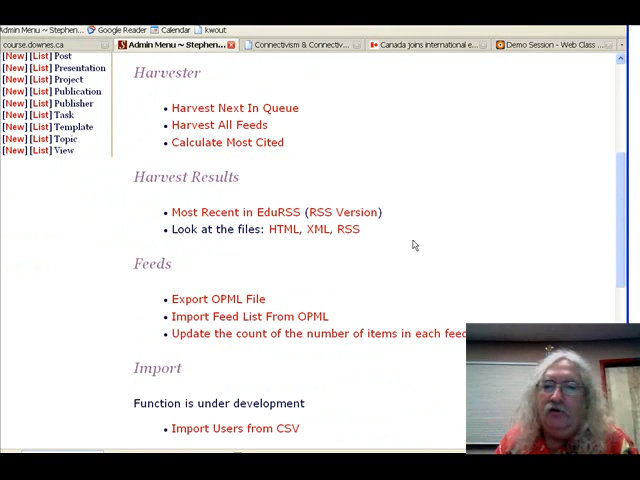 Admin Menu ~ Stephen... Google Reader Calendar kwout
course.downes.ca Admin Menu ~ Stephen... Connectivism & Connectiv... Canada joins international e... Demo Session - Web Class ...
[New] [List] Post
[New] [List] Presentation
[New] [List] Project
[New] [List] Publication
[New] [List] Publisher
[New] [List] Task
[New] [List] Template
[New] [List] Topic
[New] [List] View
Harvester
• Harvest Next In Queue
• Harvest All Feeds
• Calculate Most Cited
Harvest Results
• Most Recent in EduRSS (RSS Version)
• Look at the files: HTML, XML, RSS
Feeds
• Export OPML File
• Import Feed List From OPML
• Update the count of the number of items in each feed
Import
Function is under development
• Import Users from CSV